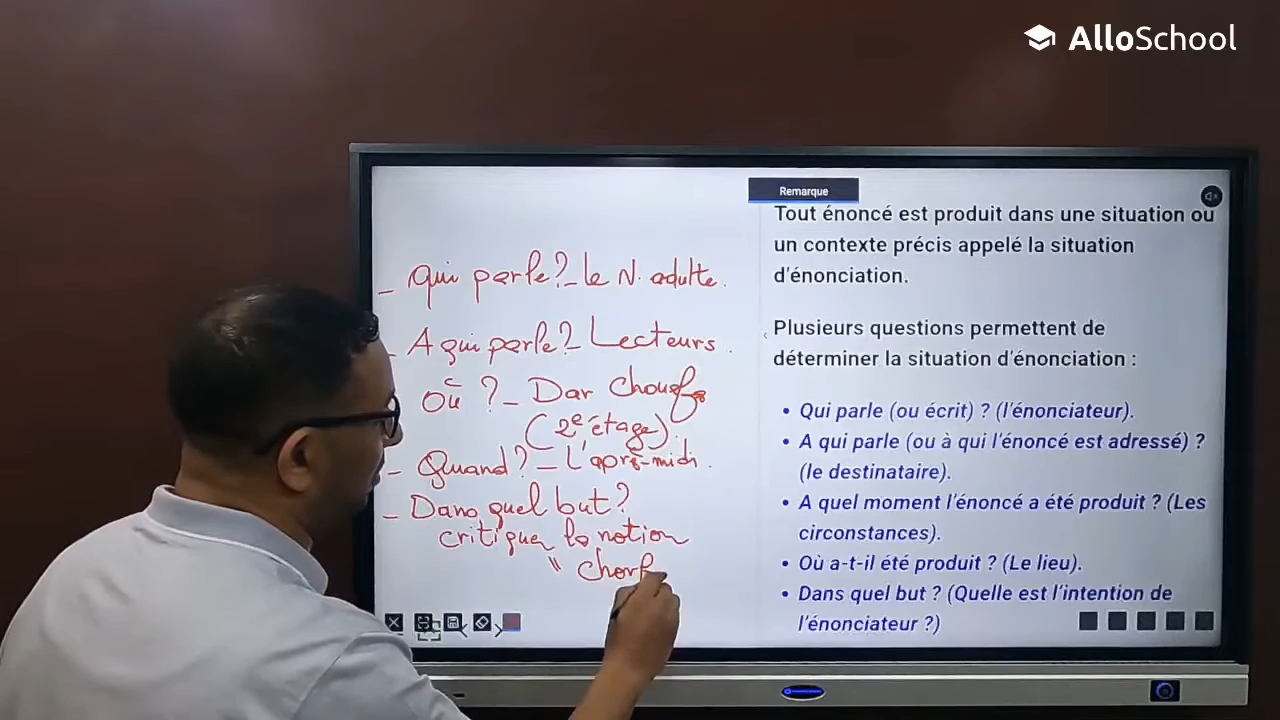 AlloSchool
Remarque
Tout énoncé est produit dans une situation ou
un contexte précis appelé la situation
d'énonciation.
Plusieurs questions permettent de
déterminer la situation d'énonciation :
• Qui parle (ou écrit) ? (l'énonciateur).
• A qui parle (ou à qui l'énoncé est adressé) ?
(le destinataire).
• A quel moment l'énoncé a été produit ? (Les
circonstances).
• Où a-t-il été produit ? (Le lieu).
• Dans quel but ? (Quelle est l'intention de
l'énonciateur ?)
_ Qui parle ? _ le N. adulte.
_ A qui parle ? _ Lecteurs.
où ? _ Dar Chouafa
(2e étage).
_ Quand ? _ L'après-midi.
_ Dans quel but ?
critiquer la notion
" Chorf